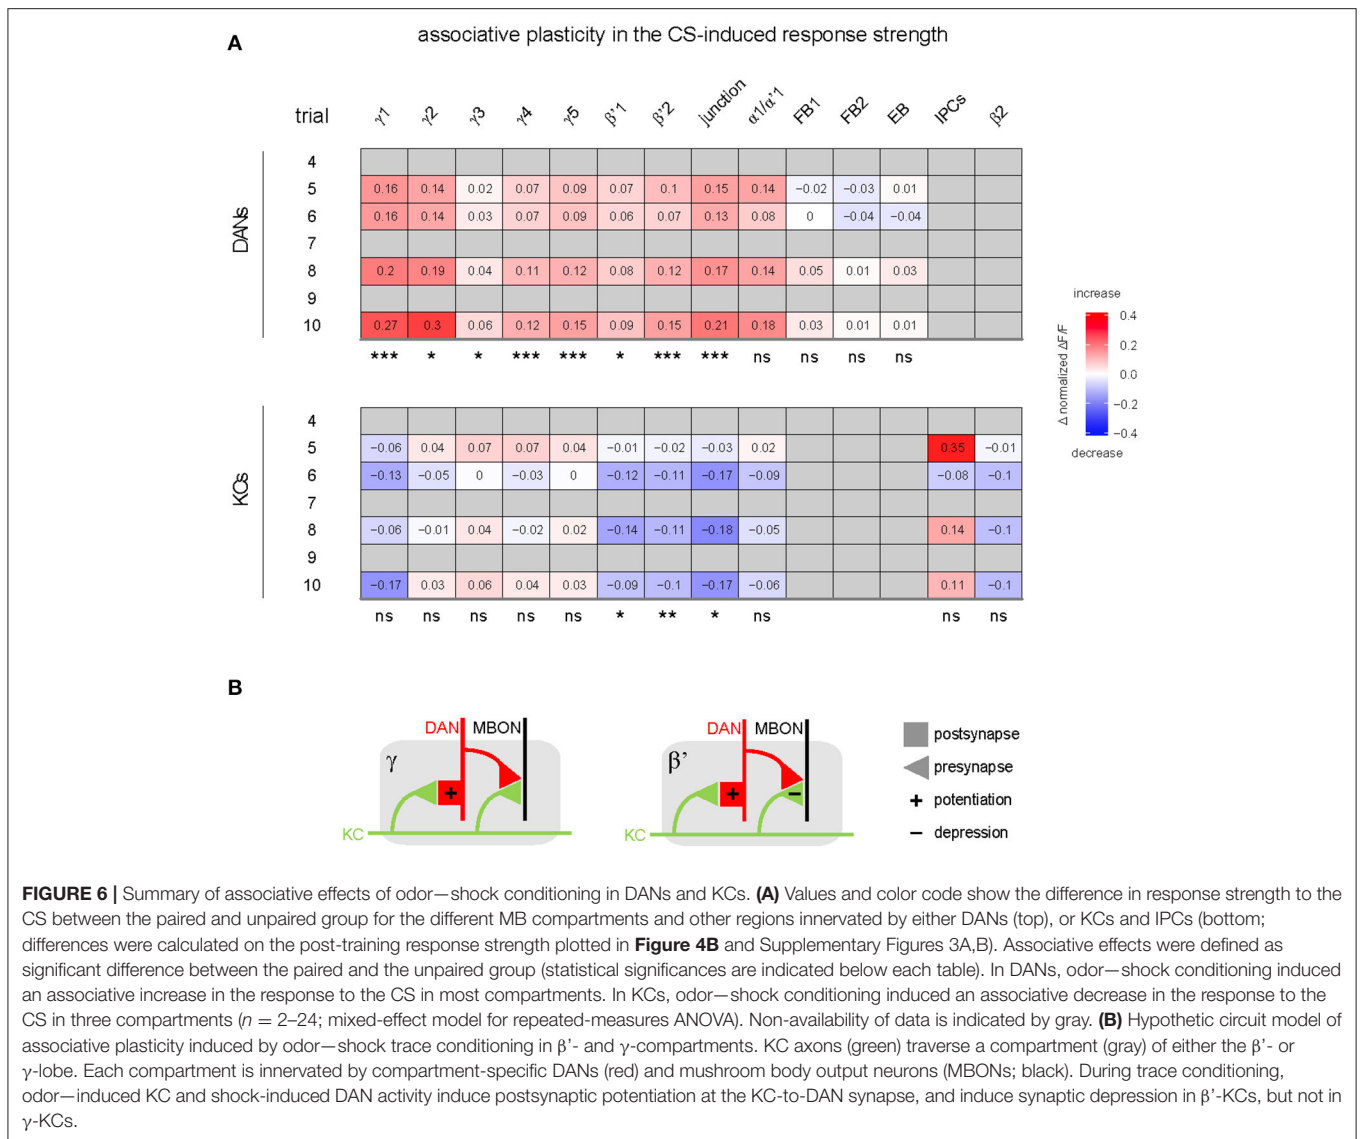 A
associative plasticity in the CS-induced response strength
trial γ1 γ2 γ3 γ4 γ5 β'1 β'2 junction α1/α'1 FB1 FB2 EB IPCs β2
DANs
4
5 0.16 0.14 0.02 0.07 0.09 0.07 0.1 0.15 0.14 −0.02 −0.03 0.01
6 0.16 0.14 0.03 0.07 0.09 0.06 0.07 0.13 0.08 0 −0.04 −0.04
7
8 0.2 0.19 0.04 0.11 0.12 0.08 0.12 0.17 0.14 0.05 0.01 0.03
9
10 0.27 0.3 0.06 0.12 0.15 0.09 0.15 0.21 0.18 0.03 0.01 0.01
*** * * *** *** * *** *** ns ns ns ns
KCs
4
5 −0.06 0.04 0.07 0.07 0.04 −0.01 −0.02 −0.03 0.02 0.35 −0.01
6 −0.13 −0.05 0 −0.03 0 −0.12 −0.11 −0.17 −0.09 −0.08 −0.1
7
8 −0.06 −0.01 0.04 −0.02 0.02 −0.14 −0.11 −0.18 −0.05 0.14 −0.1
9
10 −0.17 0.03 0.06 0.04 0.03 −0.09 −0.1 −0.17 −0.06 0.11 −0.1
ns ns ns ns ns * ** * ns ns ns
increase
0.4
0.2
0.0
−0.2
−0.4
decrease
Δ normalized ΔF/F
B
DAN MBON
γ
+
KC
DAN MBON
β'
+ −
KC
postsynapse
presynapse
+ potentiation
− depression
FIGURE 6 | Summary of associative effects of odor—shock conditioning in DANs and KCs. (A) Values and color code show the difference in response strength to the
CS between the paired and unpaired group for the different MB compartments and other regions innervated by either DANs (top), or KCs and IPCs (bottom;
differences were calculated on the post-training response strength plotted in Figure 4B and Supplementary Figures 3A,B). Associative effects were defined as
significant difference between the paired and the unpaired group (statistical significances are indicated below each table). In DANs, odor—shock conditioning induced
an associative increase in the response to the CS in most compartments. In KCs, odor—shock conditioning induced an associative decrease in the response to the
CS in three compartments (n = 2–24; mixed-effect model for repeated-measures ANOVA). Non-availability of data is indicated by gray. (B) Hypothetic circuit model of
associative plasticity induced by odor—shock trace conditioning in β'- and γ-compartments. KC axons (green) traverse a compartment (gray) of either the β'- or
γ-lobe. Each compartment is innervated by compartment-specific DANs (red) and mushroom body output neurons (MBONs; black). During trace conditioning,
odor—induced KC and shock-induced DAN activity induce postsynaptic potentiation at the KC-to-DAN synapse, and induce synaptic depression in β'-KCs, but not in
γ-KCs.